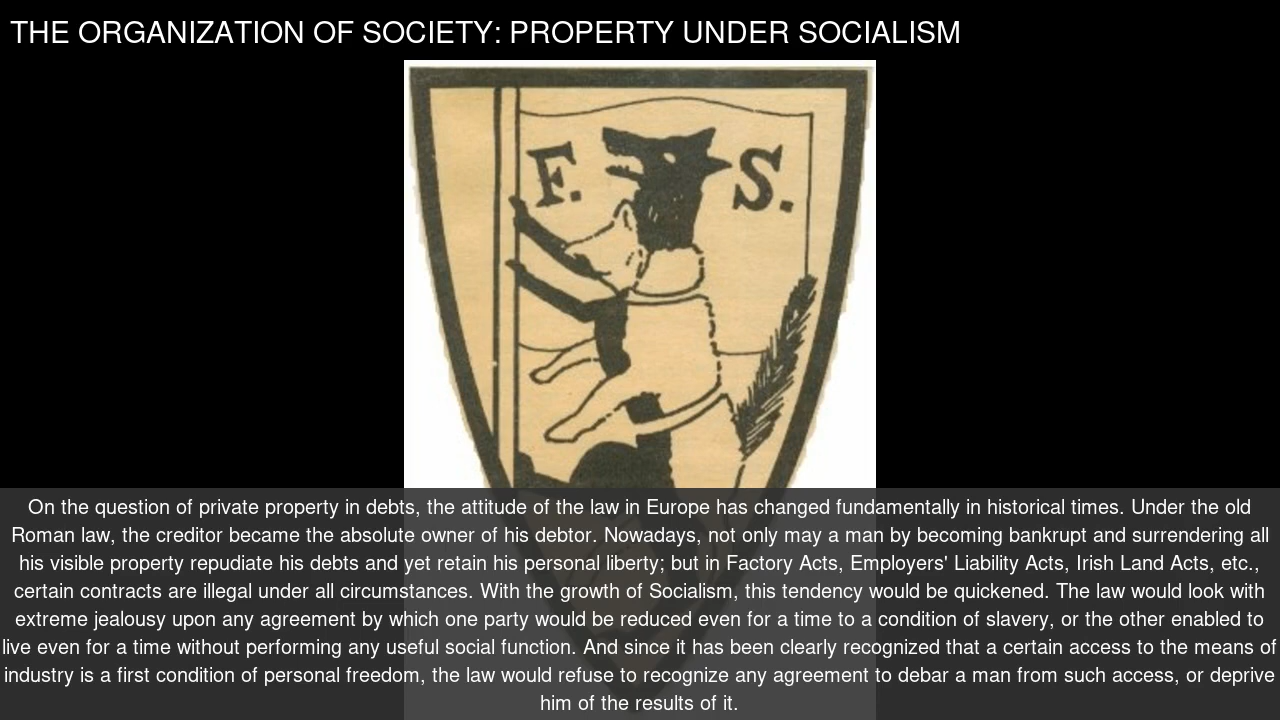 THE ORGANIZATION OF SOCIETY: PROPERTY UNDER SOCIALISM
F. S.
On the question of private property in debts, the attitude of the law in Europe has changed fundamentally in historical times. Under the old
Roman law, the creditor became the absolute owner of his debtor. Nowadays, not only may a man by becoming bankrupt and surrendering all
his visible property repudiate his debts and yet retain his personal liberty; but in Factory Acts, Employers' Liability Acts, Irish Land Acts, etc.,
certain contracts are illegal under all circumstances. With the growth of Socialism, this tendency would be quickened. The law would look with
extreme jealousy upon any agreement by which one party would be reduced even for a time to a condition of slavery, or the other enabled to
live even for a time without performing any useful social function. And since it has been clearly recognized that a certain access to the means of
industry is a first condition of personal freedom, the law would refuse to recognize any agreement to debar a man from such access, or deprive
him of the results of it.